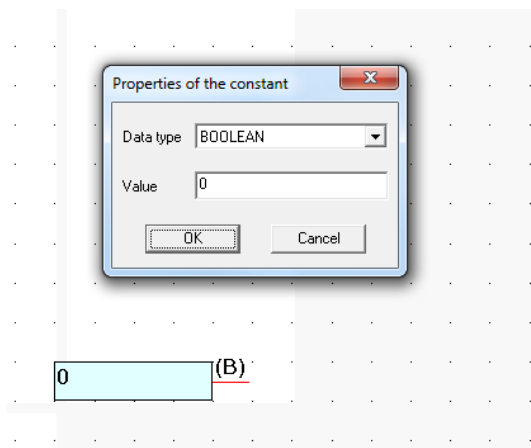 Properties of the constant
Data type BOOLEAN
Value 0
OK Cancel
0 (B)